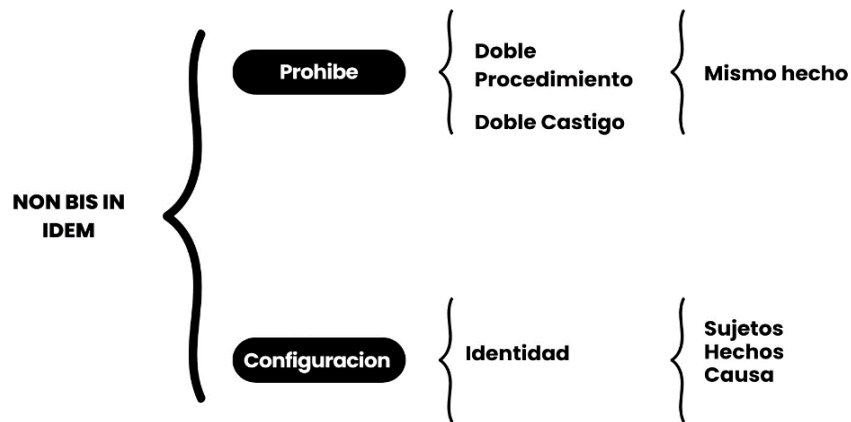 NON BIS IN
IDEM
Prohibe
Doble
Procedimiento
Doble Castigo
Mismo hecho
Configuracion
Identidad
Sujetos
Hechos
Causa